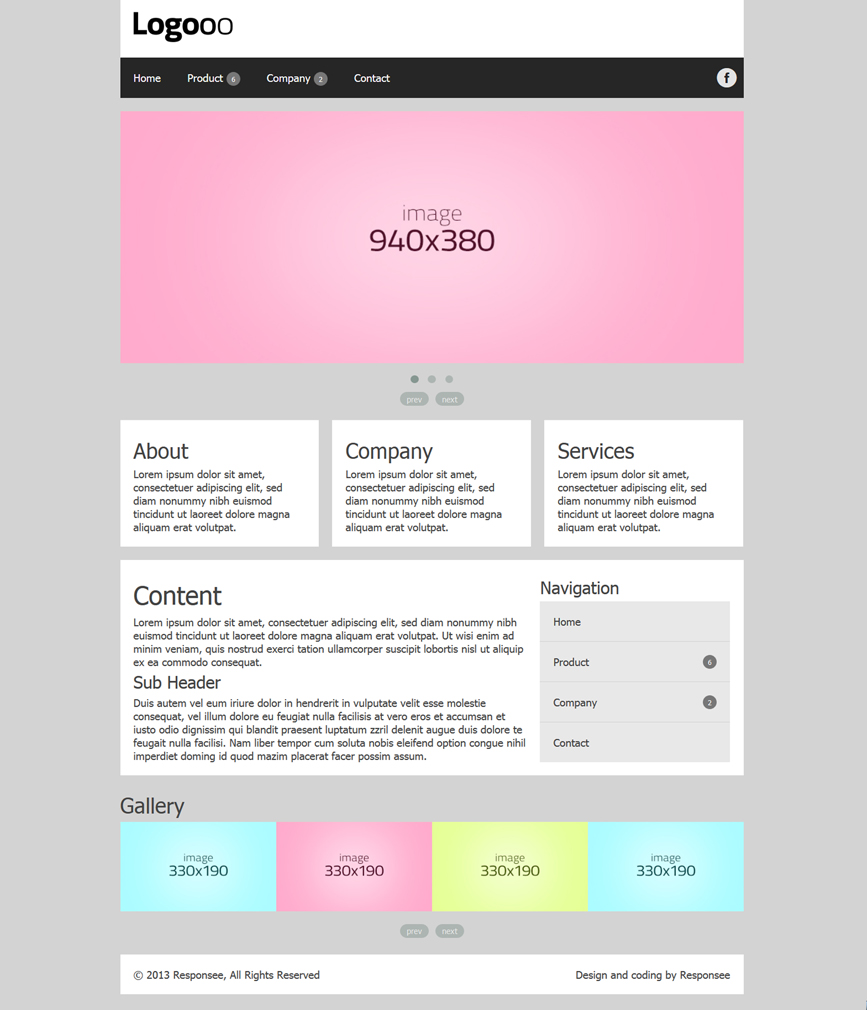 Logooo
Home Product 6 Company 2 Contact f
image
940x380
prev next
About
Lorem ipsum dolor sit amet,
consectetuer adipiscing elit, sed
diam nonummy nibh euismod
tincidunt ut laoreet dolore magna
aliquam erat volutpat.
Company
Lorem ipsum dolor sit amet,
consectetuer adipiscing elit, sed
diam nonummy nibh euismod
tincidunt ut laoreet dolore magna
aliquam erat volutpat.
Services
Lorem ipsum dolor sit amet,
consectetuer adipiscing elit, sed
diam nonummy nibh euismod
tincidunt ut laoreet dolore magna
aliquam erat volutpat.
Content
Lorem ipsum dolor sit amet, consectetuer adipiscing elit, sed diam nonummy nibh
euismod tincidunt ut laoreet dolore magna aliquam erat volutpat. Ut wisi enim ad
minim veniam, quis nostrud exerci tation ullamcorper suscipit lobortis nisl ut aliquip
ex ea commodo consequat.
Sub Header
Duis autem vel eum iriure dolor in hendrerit in vulputate velit esse molestie
consequat, vel illum dolore eu feugiat nulla facilisis at vero eros et accumsan et
iusto odio dignissim qui blandit praesent luptatum zzril delenit augue duis dolore te
feugait nulla facilisi. Nam liber tempor cum soluta nobis eleifend option congue nihil
imperdiet doming id quod mazim placerat facer possim assum.
Navigation
Home
Product 6
Company 2
Contact
Gallery
image
330x190
image
330x190
image
330x190
image
330x190
prev next
© 2013 Responsee, All Rights Reserved
Design and coding by Responsee